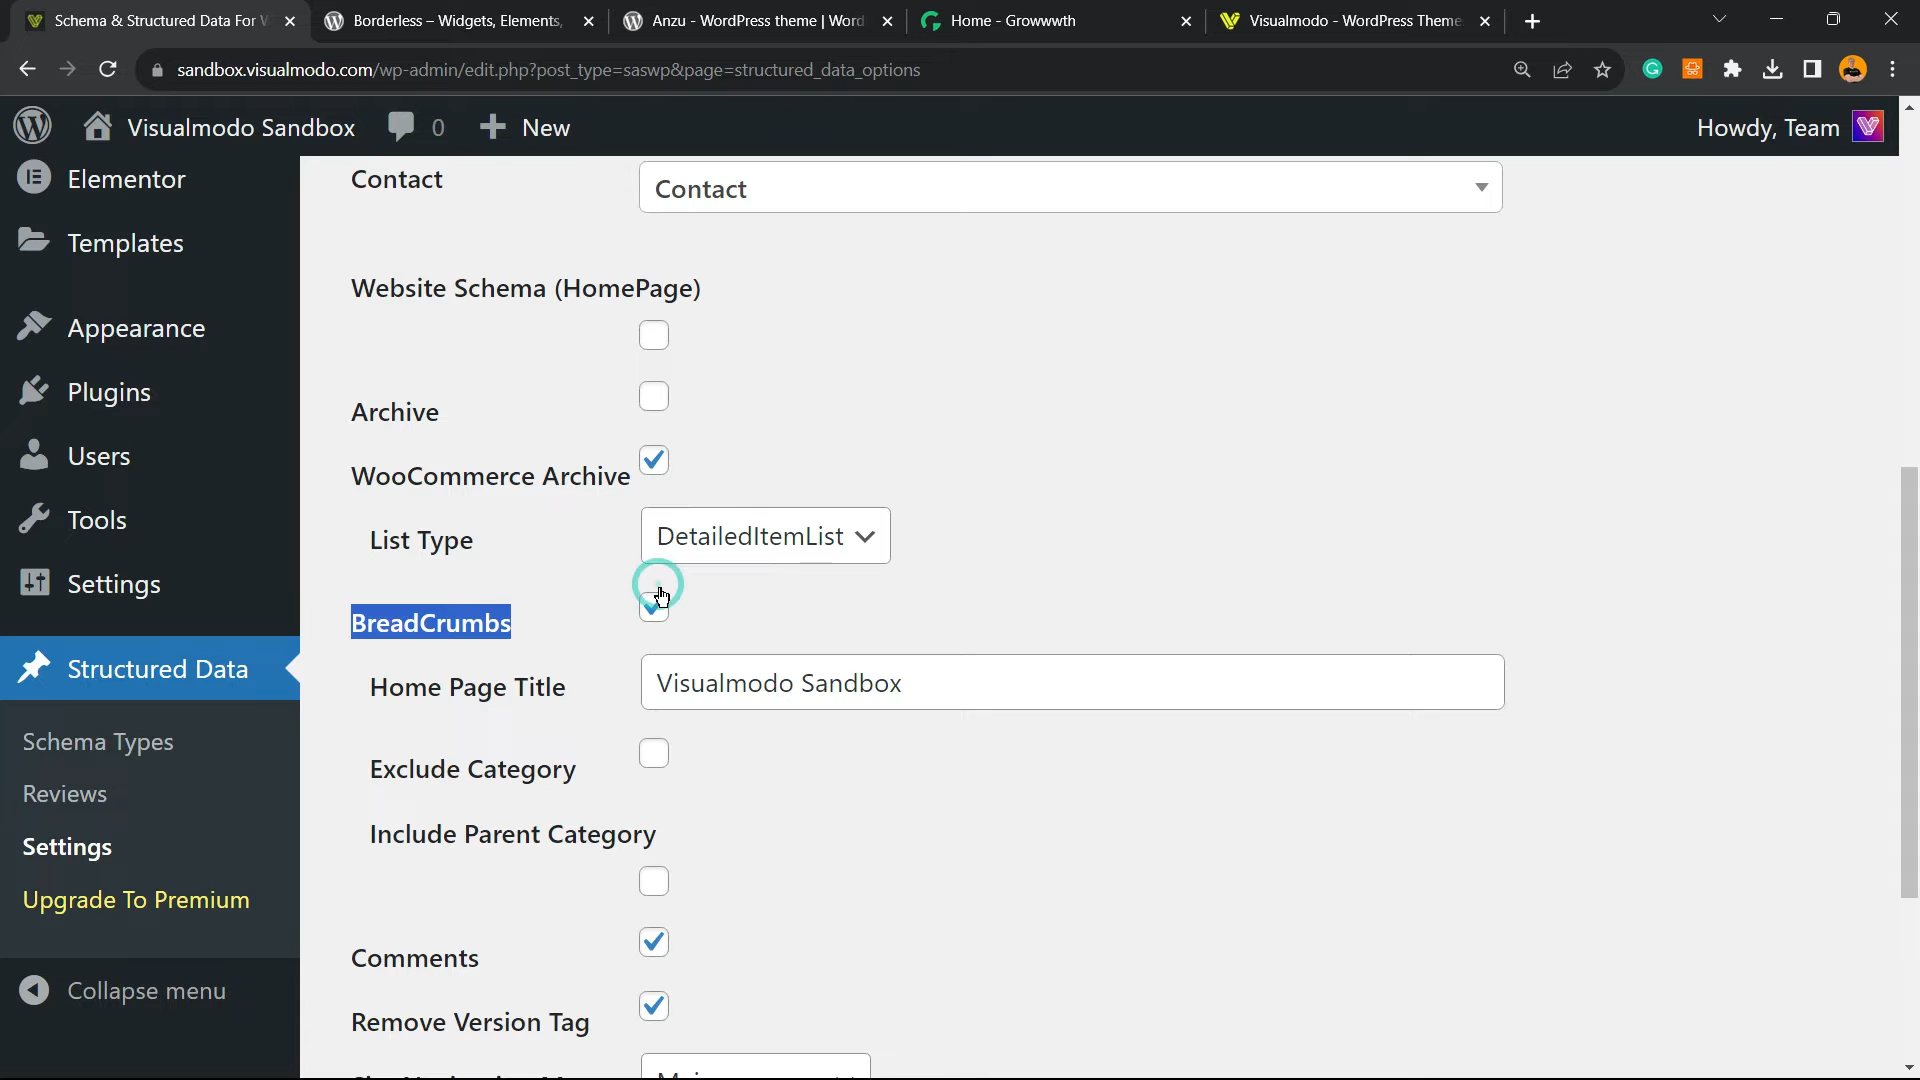 Schema & Structured Data For W
Borderless – Widgets, Elements,
Anzu - WordPress theme | Word
Home - Growwwth
Visualmodo - WordPress Theme
sandbox.visualmodo.com/wp-admin/edit.php?post_type=saswp&page=structured_data_options
Visualmodo Sandbox
0
New
Howdy, Team
Elementor
Templates
Appearance
Plugins
Users
Tools
Settings
Structured Data
Schema Types
Reviews
Settings
Upgrade To Premium
Collapse menu
Contact
Contact
Website Schema (HomePage)
Archive
WooCommerce Archive
List Type
DetailedItemList
BreadCrumbs
Home Page Title
Visualmodo Sandbox
Exclude Category
Include Parent Category
Comments
Remove Version Tag